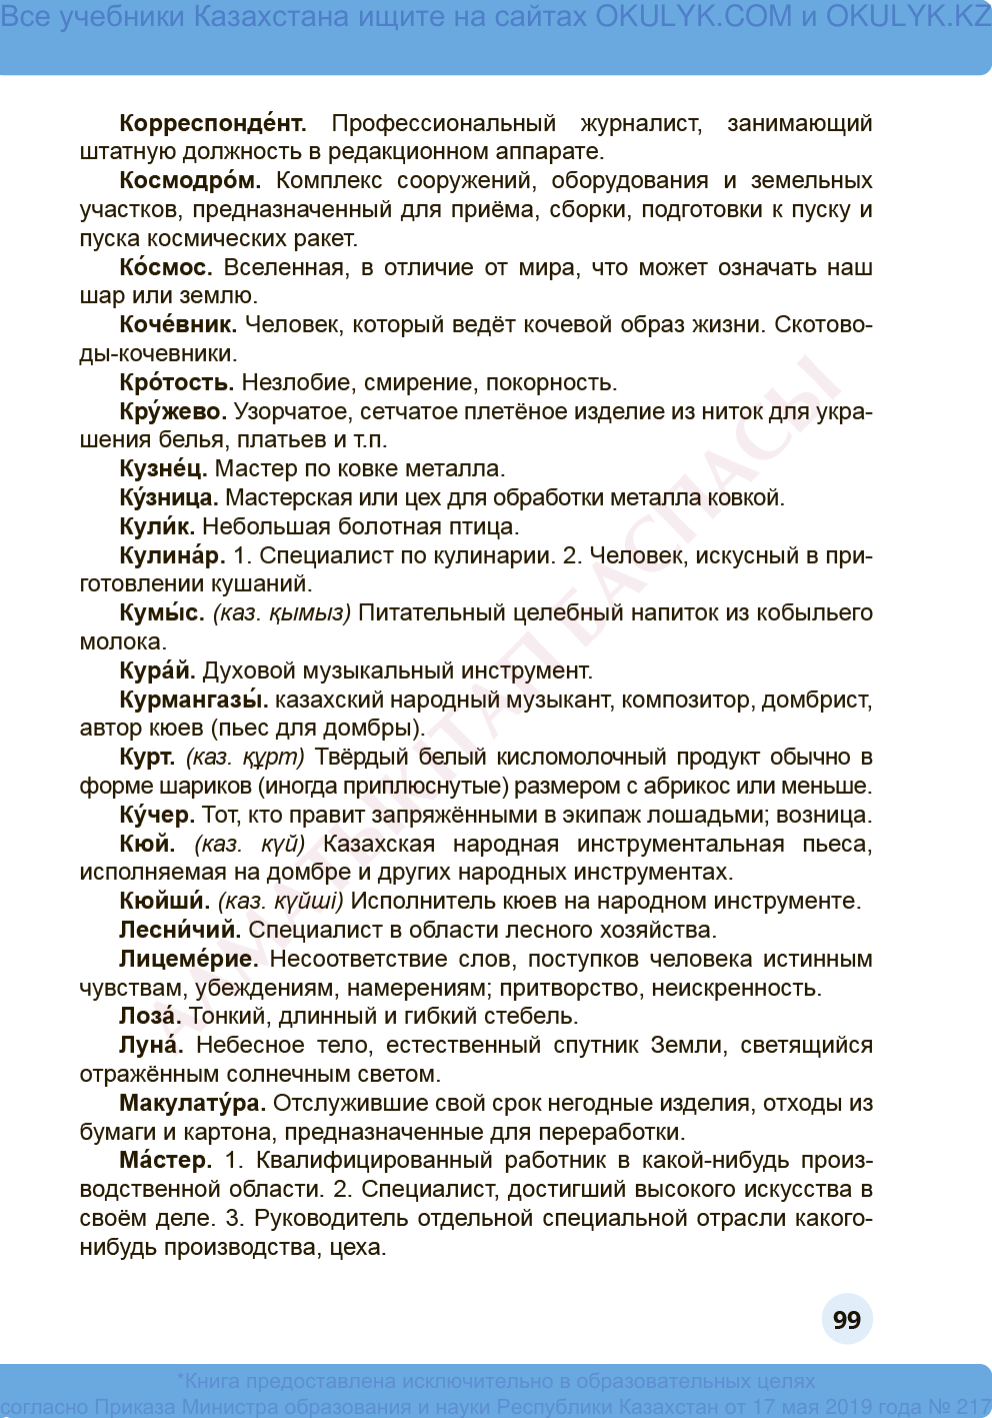 Все учебники Казахстана ищите на сайтах OKULYK.COM и OKULYK.KZ
Корреспонде́нт. Профессиональный журналист, занимающий
штатную должность в редакционном аппарате.
Космодро́м. Комплекс сооружений, оборудования и земельных
участков, предназначенный для приёма, сборки, подготовки к пуску и
пуска космических ракет.
Ко́смос. Вселенная, в отличие от мира, что может означать наш
шар или землю.
Коче́вник. Человек, который ведёт кочевой образ жизни. Скотово-
ды-кочевники.
Кро́тость. Незлобие, смирение, покорность.
Кру́жево. Узорчатое, сетчатое плетёное изделие из ниток для укра-
шения белья, платьев и т.п.
Кузне́ц. Мастер по ковке металла.
Ку́зница. Мастерская или цех для обработки металла ковкой.
Кули́к. Небольшая болотная птица.
Кулина́р. 1. Специалист по кулинарии. 2. Человек, искусный в при-
готовлении кушаний.
Кумы́с. (каз. қымыз) Питательный целебный напиток из кобыльего
молока.
Кура́й. Духовой музыкальный инструмент.
Курмангазы́. казахский народный музыкант, композитор, домбрист,
автор кюев (пьес для домбры).
Курт. (каз. құрт) Твёрдый белый кисломолочный продукт обычно в
форме шариков (иногда приплюснутые) размером с абрикос или меньше.
Ку́чер. Тот, кто правит запряжёнными в экипаж лошадьми; возница.
Кюй. (каз. күй) Казахская народная инструментальная пьеса,
исполняемая на домбре и других народных инструментах.
Кюйши́. (каз. күйші) Исполнитель кюев на народном инструменте.
Лесни́чий. Специалист в области лесного хозяйства.
Лицеме́рие. Несоответствие слов, поступков человека истинным
чувствам, убеждениям, намерениям; притворство, неискренность.
Лоза́. Тонкий, длинный и гибкий стебель.
Луна́. Небесное тело, естественный спутник Земли, светящийся
отражённым солнечным светом.
Макулату́ра. Отслужившие свой срок негодные изделия, отходы из
бумаги и картона, предназначенные для переработки.
Ма́стер. 1. Квалифицированный работник в какой-нибудь произ-
водственной области. 2. Специалист, достигший высокого искусства в
своём деле. 3. Руководитель отдельной специальной отрасли какого-
нибудь производства, цеха.
АЛМАТЫКІТАП БАСПАСЫ
99
*Книга предоставлена исключительно в образовательных целях
согласно Приказа Министра образования и науки Республики Казахстан от 17 мая 2019 года № 217